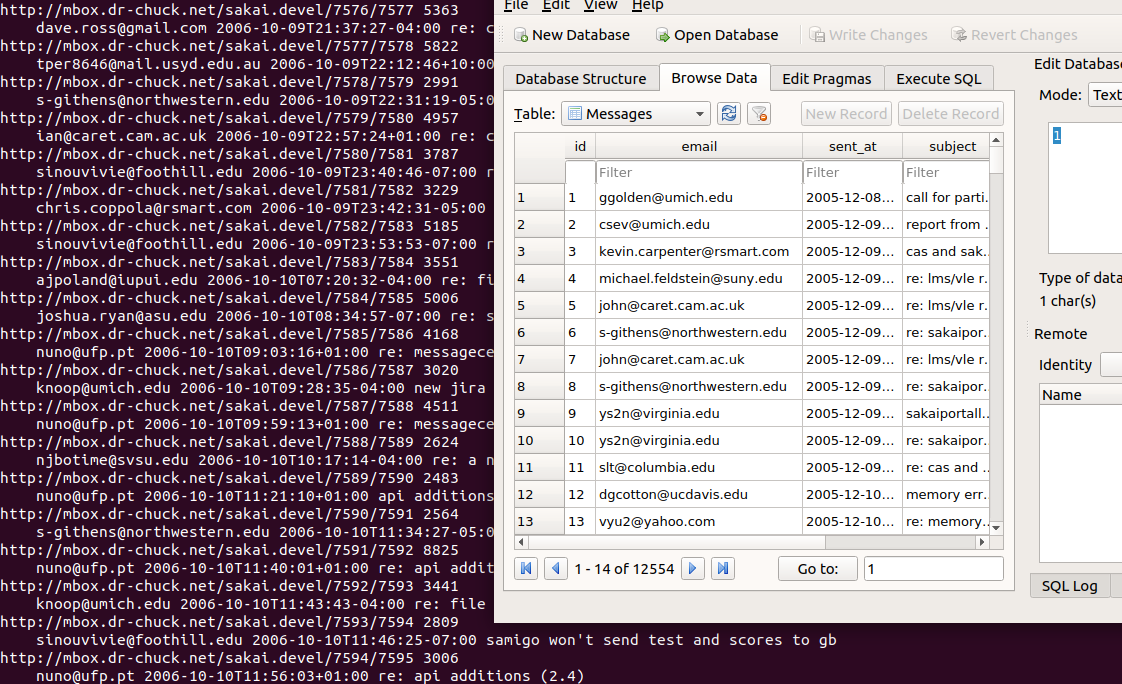 http://mbox.dr-chuck.net/sakai.devel/7576/7577 5363
dave.ross@gmail.com 2006-10-09T21:37:27-04:00 re: c
http://mbox.dr-chuck.net/sakai.devel/7577/7578 5822
tper8646@mail.usyd.edu.au 2006-10-09T22:12:46+10:00
http://mbox.dr-chuck.net/sakai.devel/7578/7579 2991
s-githens@northwestern.edu 2006-10-09T22:31:19-05:0
http://mbox.dr-chuck.net/sakai.devel/7579/7580 4957
ian@caret.cam.ac.uk 2006-10-09T22:57:24+01:00 re: c
http://mbox.dr-chuck.net/sakai.devel/7580/7581 3787
sinouvivie@foothill.edu 2006-10-09T23:40:46-07:00 r
http://mbox.dr-chuck.net/sakai.devel/7581/7582 3229
chris.coppola@rsmart.com 2006-10-09T23:42:31-05:00
http://mbox.dr-chuck.net/sakai.devel/7582/7583 5185
sinouvivie@foothill.edu 2006-10-09T23:53:53-07:00 r
http://mbox.dr-chuck.net/sakai.devel/7583/7584 3551
ajpoland@iupui.edu 2006-10-10T07:20:32-04:00 re: fi
http://mbox.dr-chuck.net/sakai.devel/7584/7585 5006
joshua.ryan@asu.edu 2006-10-10T08:34:57-07:00 re: s
http://mbox.dr-chuck.net/sakai.devel/7585/7586 4168
nuno@ufp.pt 2006-10-10T09:03:16+01:00 re: messagece
http://mbox.dr-chuck.net/sakai.devel/7586/7587 3020
knoop@umich.edu 2006-10-10T09:28:35-04:00 new jira
http://mbox.dr-chuck.net/sakai.devel/7587/7588 4511
nuno@ufp.pt 2006-10-10T09:59:13+01:00 re: messagece
http://mbox.dr-chuck.net/sakai.devel/7588/7589 2624
njbotime@svsu.edu 2006-10-10T10:17:14-04:00 re: a n
http://mbox.dr-chuck.net/sakai.devel/7589/7590 2483
nuno@ufp.pt 2006-10-10T11:21:10+01:00 api additions
http://mbox.dr-chuck.net/sakai.devel/7590/7591 2564
s-githens@northwestern.edu 2006-10-10T11:34:27-05:0
http://mbox.dr-chuck.net/sakai.devel/7591/7592 8825
nuno@ufp.pt 2006-10-10T11:40:01+01:00 re: api addit
http://mbox.dr-chuck.net/sakai.devel/7592/7593 3441
knoop@umich.edu 2006-10-10T11:43:43-04:00 re: file
http://mbox.dr-chuck.net/sakai.devel/7593/7594 2809
sinouvivie@foothill.edu 2006-10-10T11:46:25-07:00 samigo won't send test and scores to gb
http://mbox.dr-chuck.net/sakai.devel/7594/7595 3006
nuno@ufp.pt 2006-10-10T11:56:03+01:00 re: api additions (2.4)
File Edit View Help
New Database Open Database Write Changes Revert Changes
Database Structure Browse Data Edit Pragmas Execute SQL
Table: Messages New Record Delete Record
id email sent_at subject
Filter Filter Filter
1 1 ggolden@umich.edu 2005-12-08... call for parti...
2 2 csev@umich.edu 2005-12-09... report from ...
3 3 kevin.carpenter@rsmart.com 2005-12-09... cas and sak...
4 4 michael.feldstein@suny.edu 2005-12-09... re: lms/vle r...
5 5 john@caret.cam.ac.uk 2005-12-09... re: lms/vle r...
6 6 s-githens@northwestern.edu 2005-12-09... re: sakaipor...
7 7 john@caret.cam.ac.uk 2005-12-09... re: lms/vle r...
8 8 s-githens@northwestern.edu 2005-12-09... re: sakaipor...
9 9 ys2n@virginia.edu 2005-12-09... sakaiportall...
10 10 ys2n@virginia.edu 2005-12-09... re: sakaipor...
11 11 slt@columbia.edu 2005-12-09... re: cas and ...
12 12 dgcotton@ucdavis.edu 2005-12-10... memory err...
13 13 vyu2@yahoo.com 2005-12-10... re: memory...
1 - 14 of 12554 Go to: 1
Edit Database
Mode: Text
1
Type of data
1 char(s)
Remote
Identity
Name
SQL Log